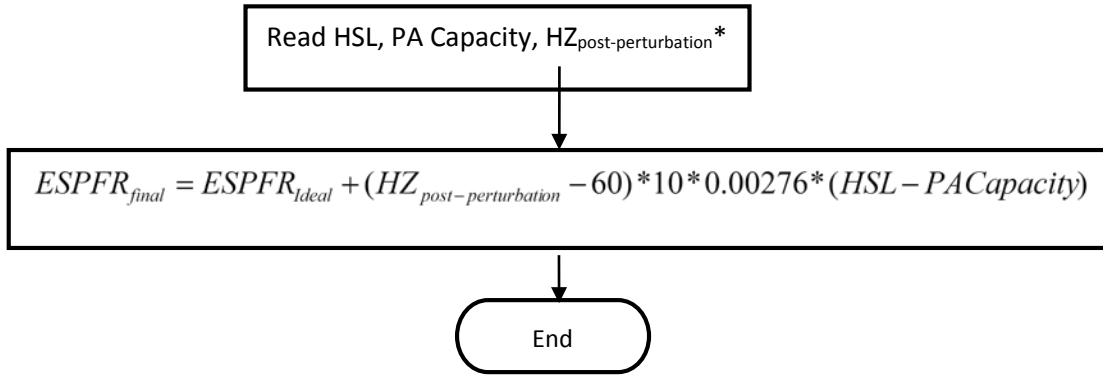 Read HSL, PA Capacity, HZpost-perturbation*
ESPFRfinal = ESPFRIdeal + (HZpost-perturbation − 60)*10*0.00276*(HSL − PACapacity)
End